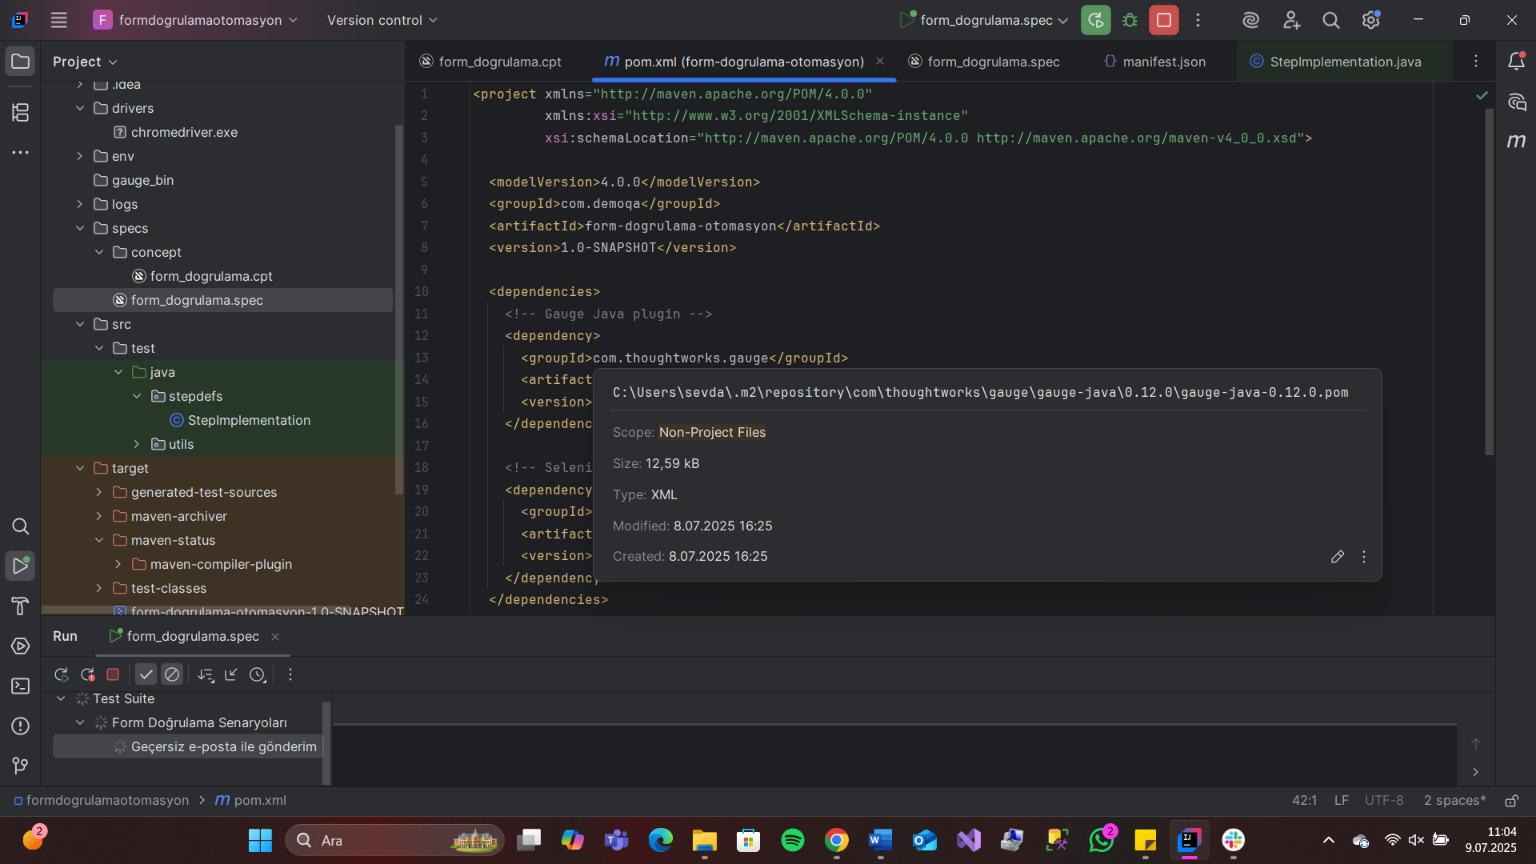 F formdogrulamaotomasyon Version control form_dogrulama.spec
Project form_dogrulama.cpt m pom.xml (form-dogrulama-otomasyon) form_dogrulama.spec {} manifest.json StepImplementation.java
.idea
drivers
chromedriver.exe
env
gauge_bin
logs
specs
concept
form_dogrulama.cpt
form_dogrulama.spec
src
test
java
stepdefs
StepImplementation
utils
target
generated-test-sources
maven-archiver
maven-status
maven-compiler-plugin
test-classes
form-dogrulama-otomasyon-1.0-SNAPSHOT
1 <project xmlns="http://maven.apache.org/POM/4.0.0"
2 xmlns:xsi="http://www.w3.org/2001/XMLSchema-instance"
3 xsi:schemaLocation="http://maven.apache.org/POM/4.0.0 http://maven.apache.org/maven-v4_0_0.xsd">
4
5 <modelVersion>4.0.0</modelVersion>
6 <groupId>com.demoqa</groupId>
7 <artifactId>form-dogrulama-otomasyon</artifactId>
8 <version>1.0-SNAPSHOT</version>
9
10 <dependencies>
11 <!-- Gauge Java plugin -->
12 <dependency>
13 <groupId>com.thoughtworks.gauge</groupId>
14 <artifact
15 <version>
16 </dependenc
17
18 <!-- Seleni
19 <dependency
20 <groupId>
21 <artifact
22 <version>
23 </dependency
24 </dependencies>
C:\Users\sevda\.m2\repository\com\thoughtworks\gauge\gauge-java\0.12.0\gauge-java-0.12.0.pom
Scope: Non-Project Files
Size: 12,59 kB
Type: XML
Modified: 8.07.2025 16:25
Created: 8.07.2025 16:25
m
Run form_dogrulama.spec
Test Suite
Form Doğrulama Senaryoları
Geçersiz e-posta ile gönderim
formdogrulamaotomasyon > m pom.xml 42:1 LF UTF-8 2 spaces*
2 Ara 2 11:04
9.07.2025